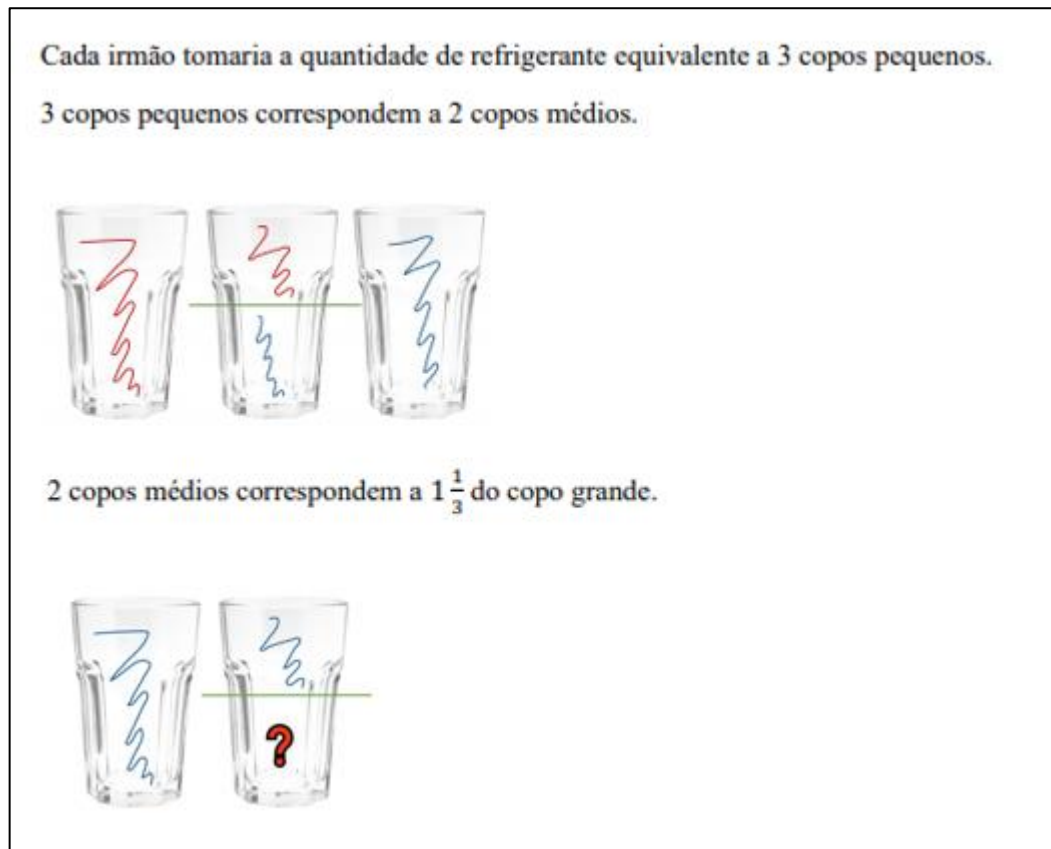 Cada irmão tomaria a quantidade de refrigerante equivalente a 3 copos pequenos.
3 copos pequenos correspondem a 2 copos médios.
2 copos médios correspondem a 1 1/3 do copo grande.
?